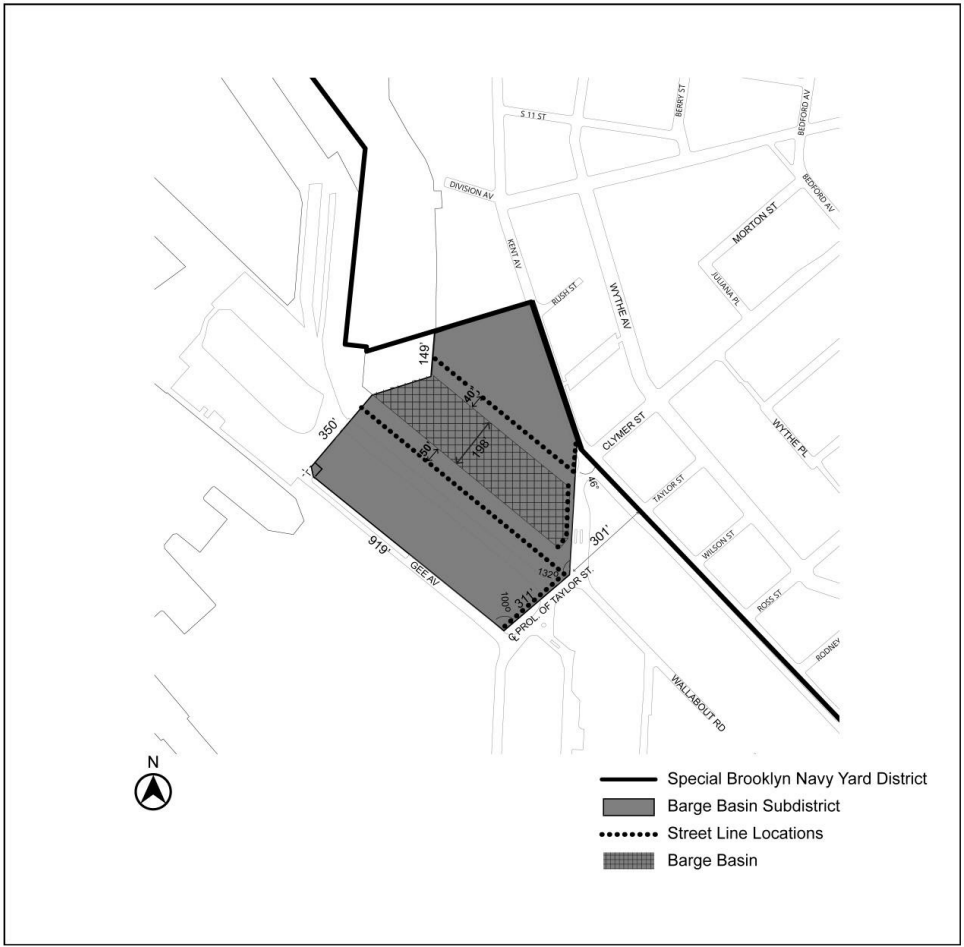 S 11 ST
BERRY ST
BEDFORD AV
DIVISION AV
BEDFORD AV
MORTON ST
KENT AV
JULIANA PL
RUSH ST
WYTHE AV
149'
40'
CLYMER ST
WYTHE PL
350'
50'
198
46°
TAYLOR ST
301'
WILSON ST
919'
GEE AV
132°
ROSS ST
100°
311'
℄ PROL. OF TAYLOR ST.
RODNEY
WALLABOUT RD
N
Special Brooklyn Navy Yard District
Barge Basin Subdistrict
Street Line Locations
Barge Basin